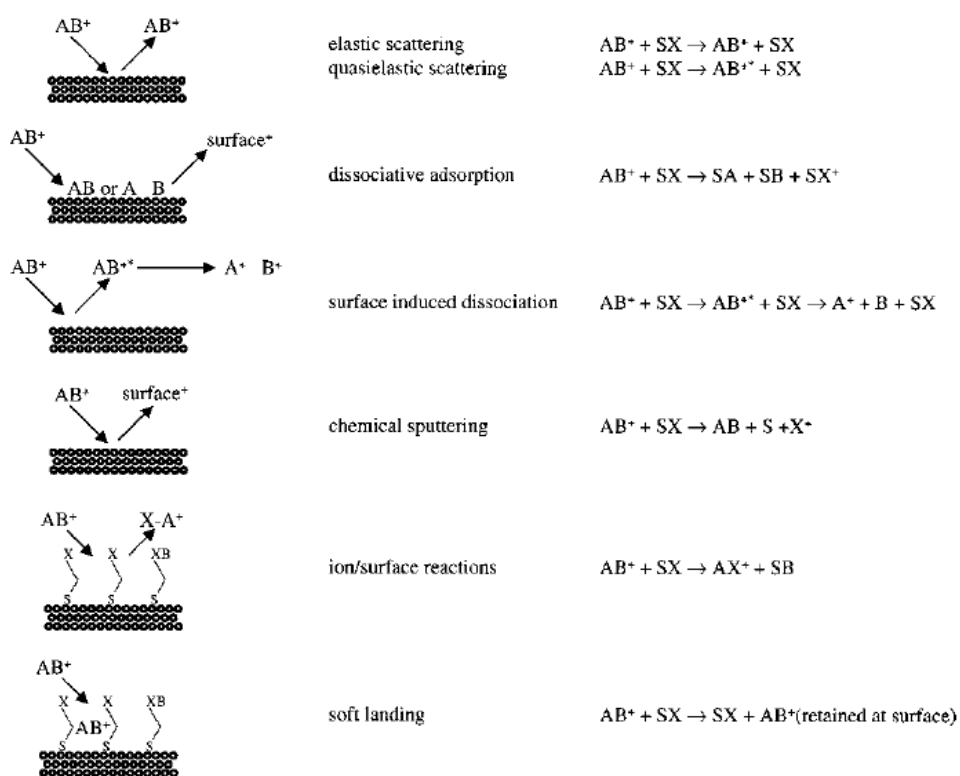 AB⁺ AB⁺
elastic scattering AB⁺ + SX → AB⁺ + SX
quasielastic scattering AB⁺ + SX → AB⁺* + SX
AB⁺ surface⁺
AB or A B
dissociative adsorption AB⁺ + SX → SA + SB + SX⁺
AB⁺ AB⁺* A⁺ B⁺
surface induced dissociation AB⁺ + SX → AB⁺* + SX → A⁺ + B + SX
AB⁺ surface⁺
chemical sputtering AB⁺ + SX → AB + S +X⁺
AB⁺ X-A⁺
X X XB
S S S
ion/surface reactions AB⁺ + SX → AX⁺ + SB
AB⁺
X X XB
AB⁺
S S S
soft landing AB⁺ + SX → SX + AB⁺(retained at surface)